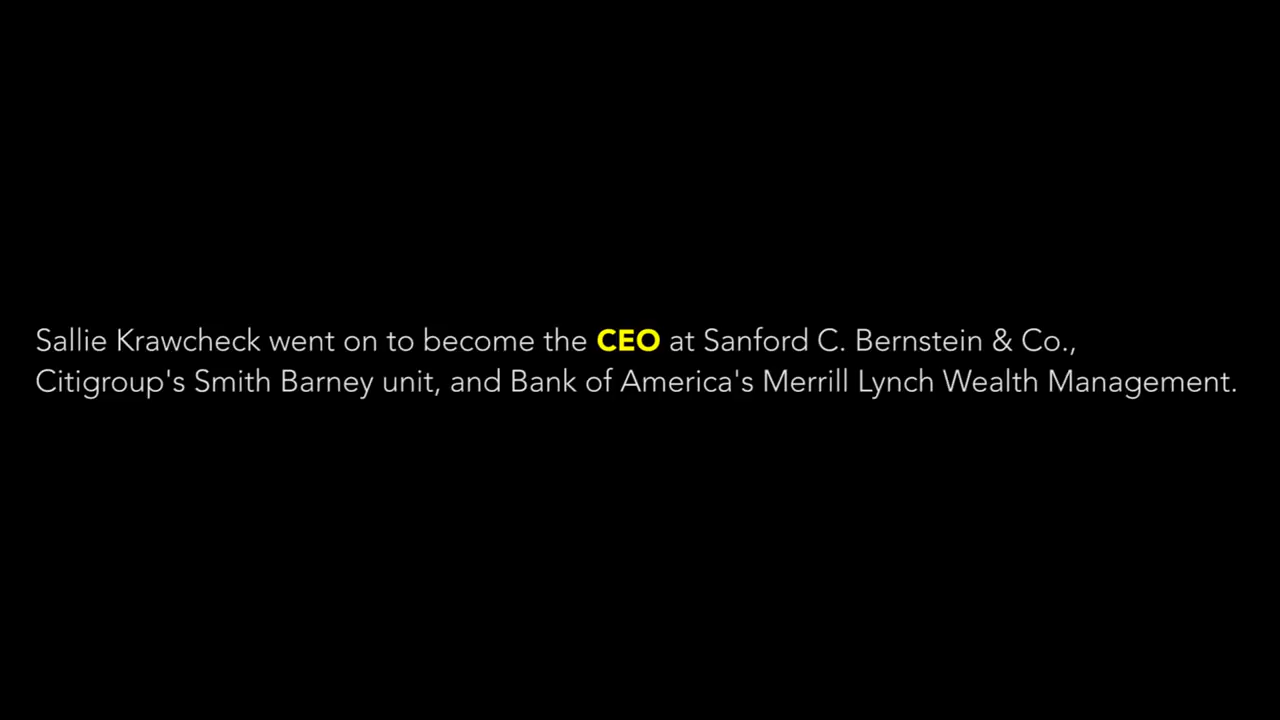 Sallie Krawcheck went on to become the CEO at Sanford C. Bernstein & Co.,
Citigroup's Smith Barney unit, and Bank of America's Merrill Lynch Wealth Management.